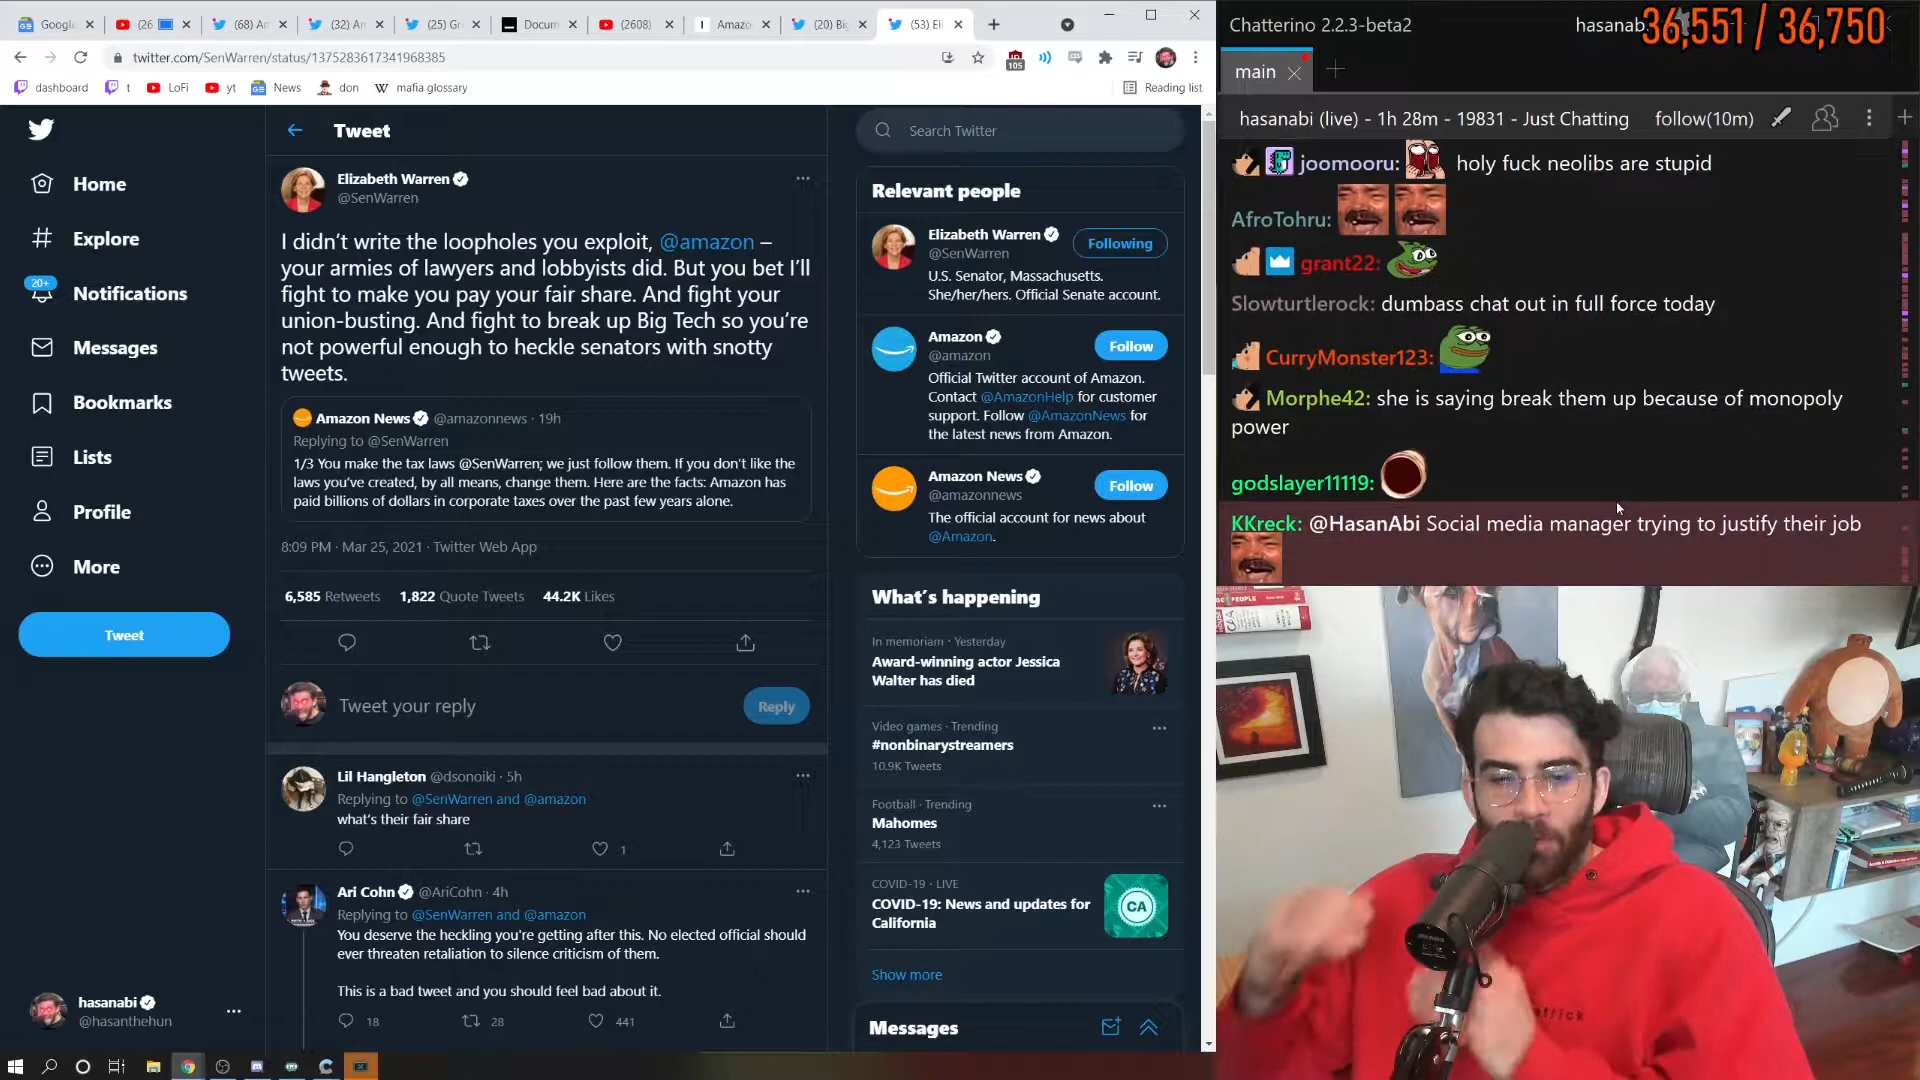 Google
(26
(68) Ar
(32) An
(25) Gr
Docum
(2608)
Amazo
(20) Big
(53) Eli
twitter.com/SenWarren/status/1375283617341968385
105
dashboard
t
LoFi
yt
News
don
mafia glossary
Reading list
Home
Explore
20+
Notifications
Messages
Bookmarks
Lists
Profile
More
Tweet
hasanabi
@hasanthehun
Tweet
Elizabeth Warren
@SenWarren
I didn't write the loopholes you exploit, @amazon –
your armies of lawyers and lobbyists did. But you bet I'll
fight to make you pay your fair share. And fight your
union-busting. And fight to break up Big Tech so you're
not powerful enough to heckle senators with snotty
tweets.
Amazon News @amazonnews · 19h
Replying to @SenWarren
1/3 You make the tax laws @SenWarren; we just follow them. If you don't like the
laws you've created, by all means, change them. Here are the facts: Amazon has
paid billions of dollars in corporate taxes over the past few years alone.
8:09 PM · Mar 25, 2021 · Twitter Web App
6,585 Retweets 1,822 Quote Tweets 44.2K Likes
Tweet your reply
Reply
Lil Hangleton @dsonoiki · 5h
Replying to @SenWarren and @amazon
what's their fair share
1
Ari Cohn @AriCohn · 4h
Replying to @SenWarren and @amazon
You deserve the heckling you're getting after this. No elected official should
ever threaten retaliation to silence criticism of them.
This is a bad tweet and you should feel bad about it.
18 28 441
Search Twitter
Relevant people
Elizabeth Warren
@SenWarren
Following
U.S. Senator, Massachusetts.
She/her/hers. Official Senate account.
Amazon
@amazon
Follow
Official Twitter account of Amazon.
Contact @AmazonHelp for customer
support. Follow @AmazonNews for
the latest news from Amazon.
Amazon News
@amazonnews
Follow
The official account for news about
@Amazon.
What's happening
In memoriam · Yesterday
Award-winning actor Jessica
Walter has died
Video games · Trending
#nonbinarystreamers
10.9K Tweets
Football · Trending
Mahomes
4,123 Tweets
COVID-19 · LIVE
COVID-19: News and updates for
California
CA
Show more
Messages
Chatterino 2.2.3-beta2
hasanab
36,551 / 36,750
main
hasanabi (live) - 1h 28m - 19831 - Just Chatting
follow(10m)
joomooru: holy fuck neolibs are stupid
AfroTohru:
grant22:
Slowturtlerock: dumbass chat out in full force today
CurryMonster123:
Morphe42: she is saying break them up because of monopoly
power
godslayer11119:
KKreck: @HasanAbi Social media manager trying to justify their job